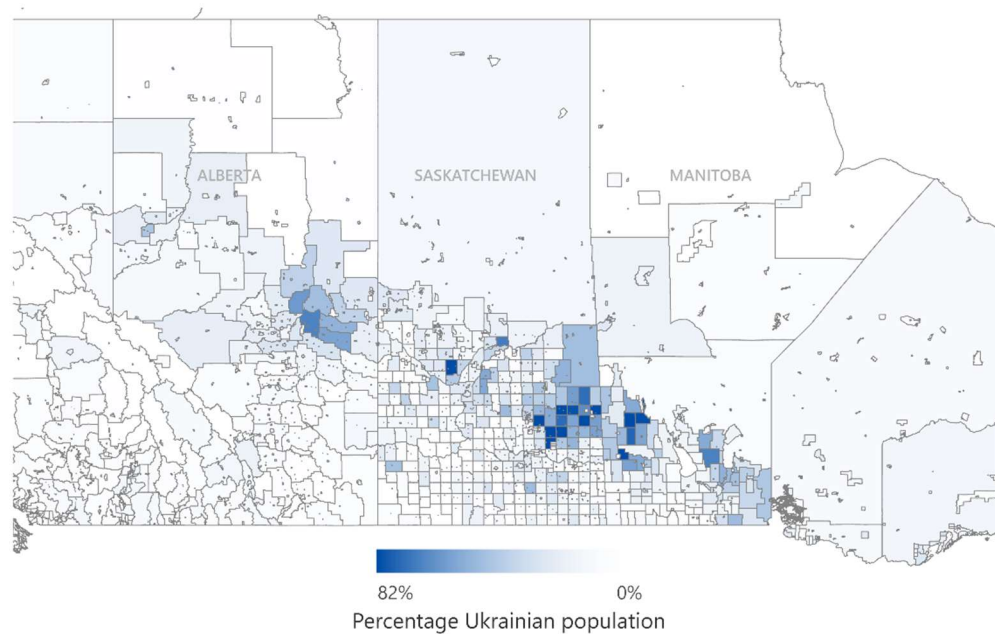 ALBERTA SASKATCHEWAN MANITOBA
82% 0%
Percentage Ukrainian population